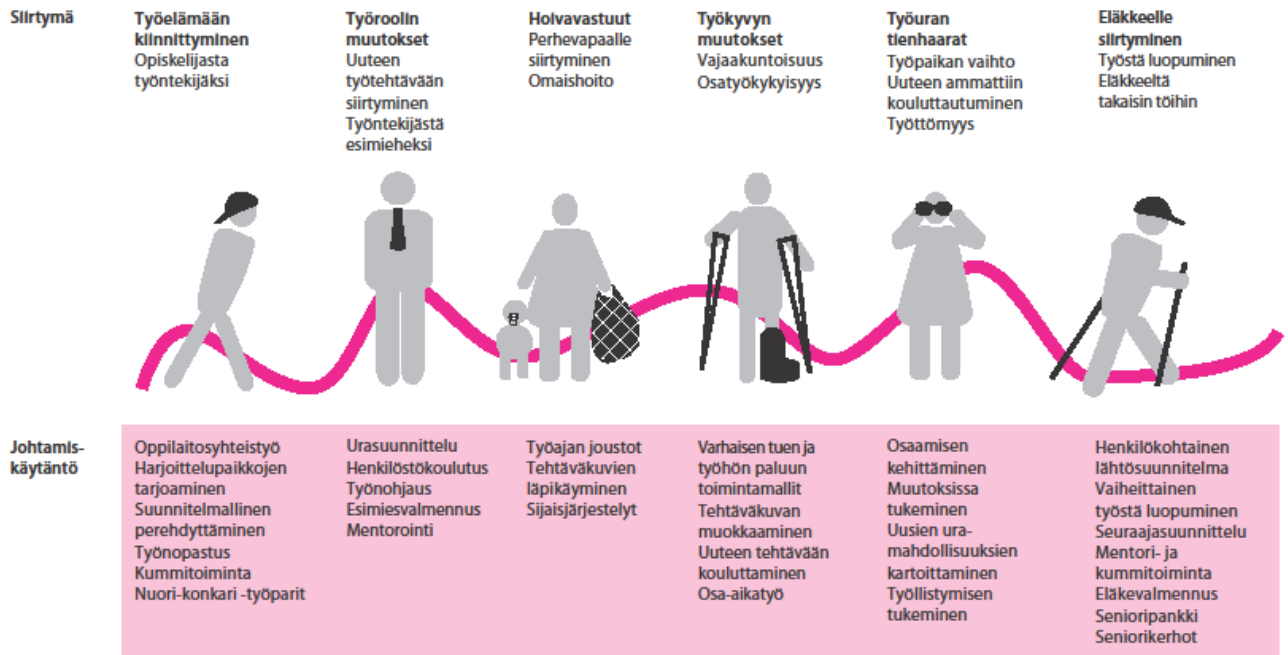 Siirtymä
Työelämään
kiinnittyminen
Opiskelijasta
työntekijäksi
Työroolin
muutokset
Uuteen
työtehtävään
siirtyminen
Työntekijästä
esimieheksi
Hoivavastuut
Perhevapaalle
siirtyminen
Omaishoito
Työkyvyn
muutokset
Vajaakuntoisuus
Osatyökykyisyys
Työuran
tienhaarat
Työpaikan vaihto
Uuteen ammattiin
kouluttautuminen
Työttömyys
Eläkkeelle
siirtyminen
Työstä luopuminen
Eläkkeeltä
takaisin töihin
Johtamis-
käytäntö
Oppilaitosyhteistyö
Harjoittelupaikkojen
tarjoaminen
Suunnitelmallinen
perehdyttäminen
Työnopastus
Kummitoiminta
Nuori-konkari -työparit
Urasuunnittelu
Henkilöstökoulutus
Työnohjaus
Esimiesvalmennus
Mentorointi
Työajan joustot
Tehtäväkuvien
läpikäyminen
Sijaisjärjestelyt
Varhaisen tuen ja
työhön paluun
toimintamallit
Tehtäväkuvan
muokkaaminen
Uuteen tehtävään
kouluttaminen
Osa-aikatyö
Osaamisen
kehittäminen
Muutoksissa
tukeminen
Uusien ura-
mahdollisuuksien
kartoittaminen
Työllistymisen
tukeminen
Henkilökohtainen
lähtösuunnitelma
Vaiheittainen
työstä luopuminen
Seuraajasuunnittelu
Mentori- ja
kummitoiminta
Eläkevalmennus
Senioripankki
Seniorikerhot